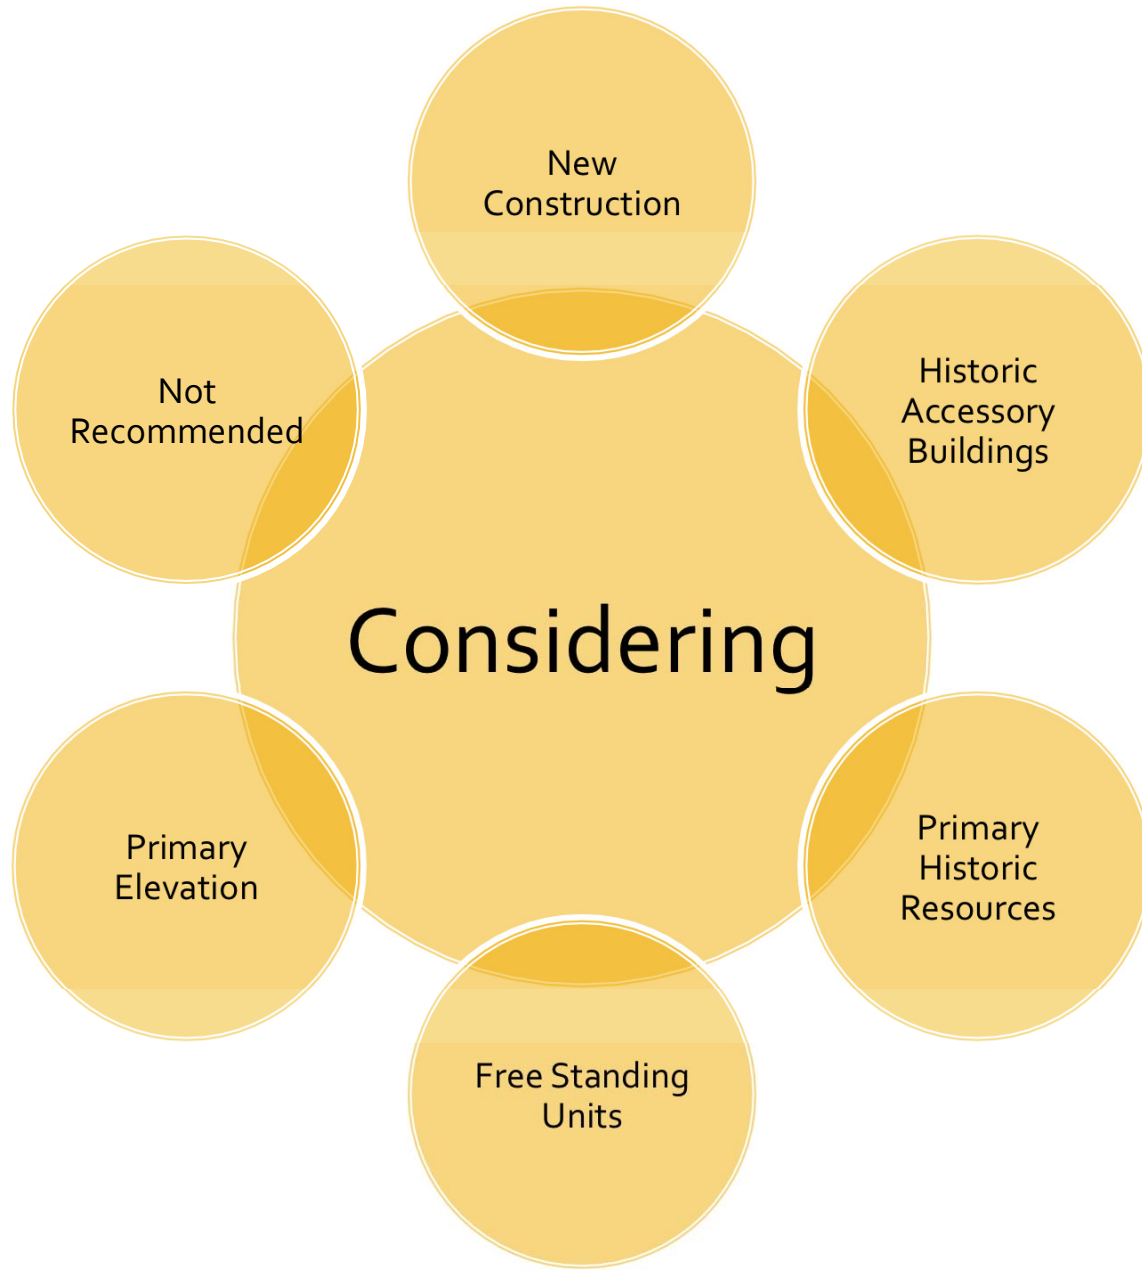 New
Construction
Historic
Accessory
Buildings
Primary
Historic
Resources
Free Standing
Units
Primary
Elevation
Not
Recommended
Considering